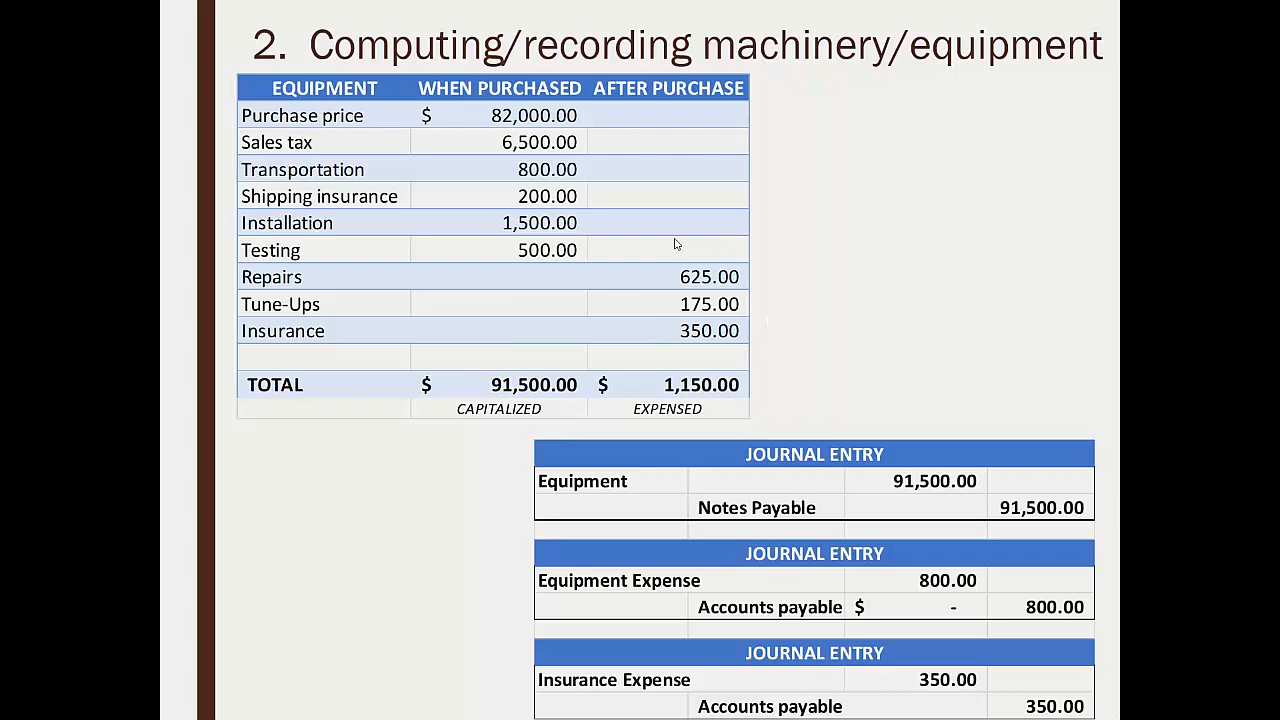 2. Computing/recording machinery/equipment
EQUIPMENT WHEN PURCHASED AFTER PURCHASE
Purchase price $ 82,000.00
Sales tax 6,500.00
Transportation 800.00
Shipping insurance 200.00
Installation 1,500.00
Testing 500.00
Repairs 625.00
Tune-Ups 175.00
Insurance 350.00
TOTAL $ 91,500.00 $ 1,150.00
CAPITALIZED EXPENSED
JOURNAL ENTRY
Equipment 91,500.00
Notes Payable 91,500.00
JOURNAL ENTRY
Equipment Expense 800.00
Accounts payable $ - 800.00
JOURNAL ENTRY
Insurance Expense 350.00
Accounts payable 350.00